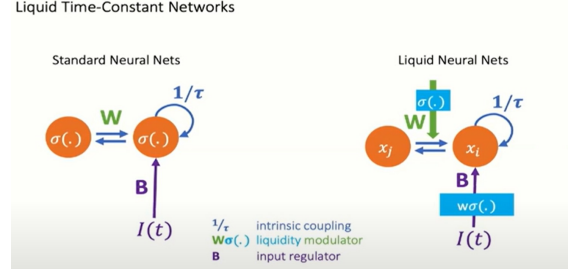 Liquid Time-Constant Networks
Standard Neural Nets
Liquid Neural Nets
1/τ
W
σ(.)
σ(.)
B
I(t)
σ(.)
1/τ
W
xj
xi
B
wσ(.)
I(t)
1/τ intrinsic coupling
Wσ(.) liquidity modulator
B input regulator